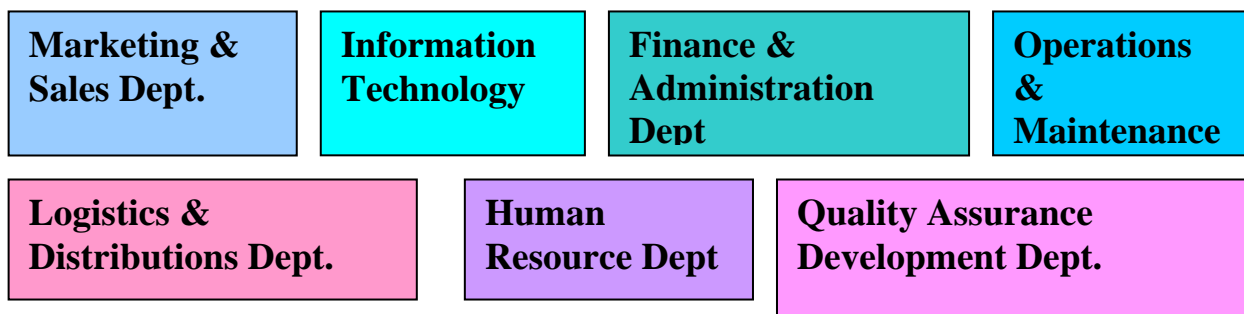 Marketing &
Sales Dept.
Information
Technology
Finance &
Administration
Dept
Operations
&
Maintenance
Logistics &
Distributions Dept.
Human
Resource Dept
Quality Assurance
Development Dept.